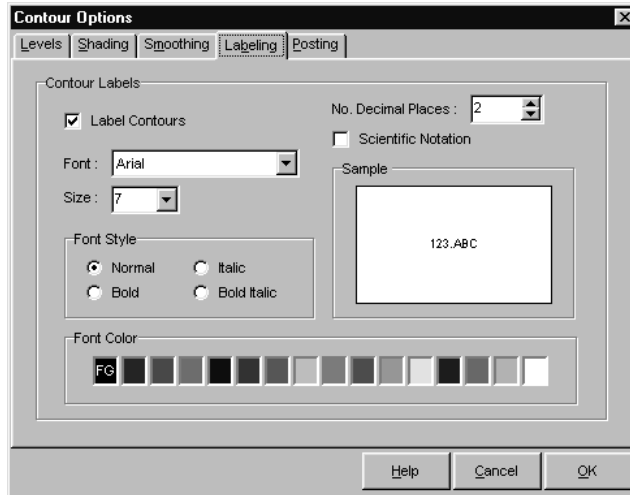 Contour Options
Levels Shading Smoothing Labeling Posting
Contour Labels
Label Contours
No. Decimal Places : 2
Scientific Notation
Font : Arial
Size : 7
Sample
123.ABC
Font Style
Normal Italic
Bold Bold Italic
Font Color
FG
Help Cancel OK